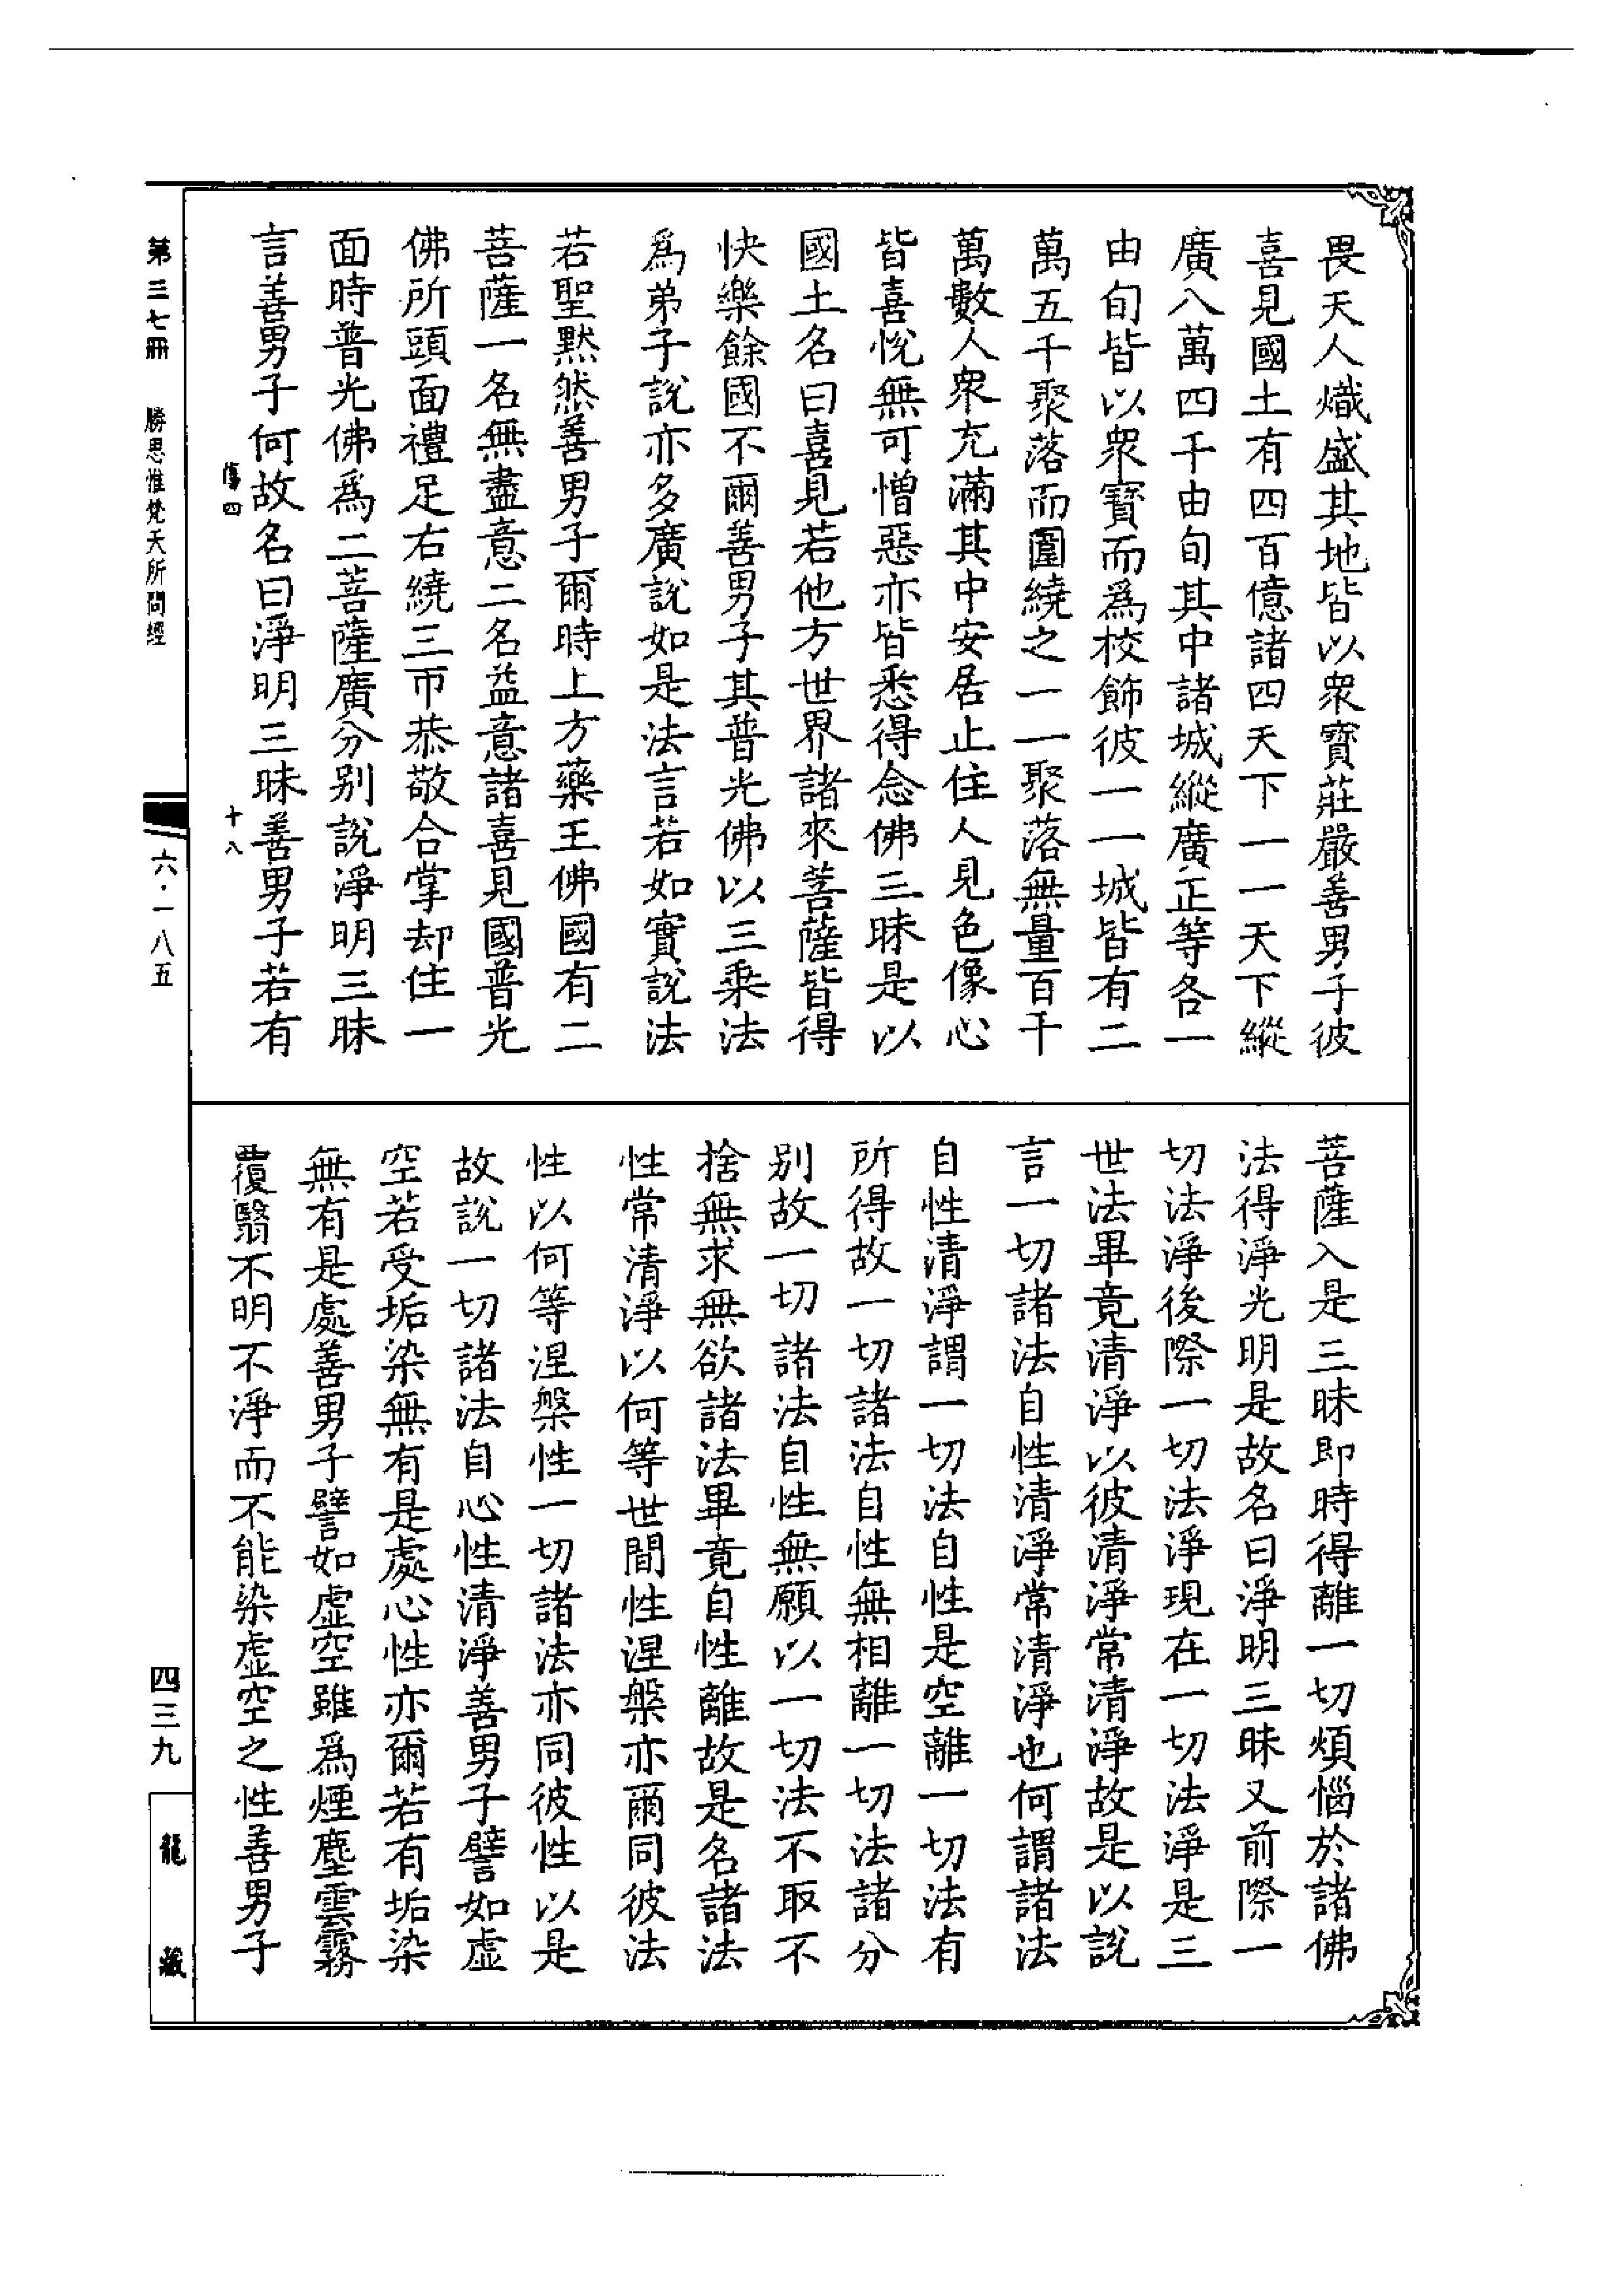 畏天人熾盛其地皆以衆寶莊嚴善男子彼
喜見國土有四百億諸四天下一一天下縱
廣八萬四千由旬其中諸城縱廣正等各一
由旬皆以衆寶而爲校飾彼一一城皆有二
萬五千聚落而圍繞之一一聚落無量百千
萬數人衆充滿其中安居止住人見色像心
皆喜悅無可憎惡亦皆悉得念佛三昧是以
國土名曰喜見若他方世界諸來菩薩皆得
快樂餘國不爾善男子其普光佛以三乘法
爲弟子說亦多廣說如是法言若如實說法
若聖默然善男子爾時上方藥王佛國有二
菩薩一名無盡意二名益意諸喜見國普光
佛所頭面禮足右繞三帀恭敬合掌却住一
面時普光佛爲二菩薩廣分別說淨明三昧
言善男子何故名曰淨明三昧善男子若有
四
十八
菩薩入是三昧即時得離一切煩惱於諸佛
法得淨光明是故名曰淨明三昧又前際一
切法淨後際一切法淨現在一切法淨是三
世法畢竟清淨以彼清淨常清淨故是以說
言一切諸法自性清淨常清淨也何謂諸法
自性清淨謂一切法自性是空離一切法有
所得故一切諸法自性無相離一切法諸分
別故一切諸法自性無願以一切法不取不
捨無求無欲諸法畢竟自性離故是名諸法
性常清淨以何等世間性涅槃亦爾同彼法
性以何等涅槃性一切諸法亦同彼性以是
故說一切諸法自心性清淨善男子譬如虛
空若受垢染無有是處心性亦爾若有垢染
無有是處善男子譬如虛空雖爲煙塵雲霧
覆翳不明不淨而不能染虛空之性善男子
第三七冊 勝思惟梵天所問經
六·一八五
四三九
龍藏